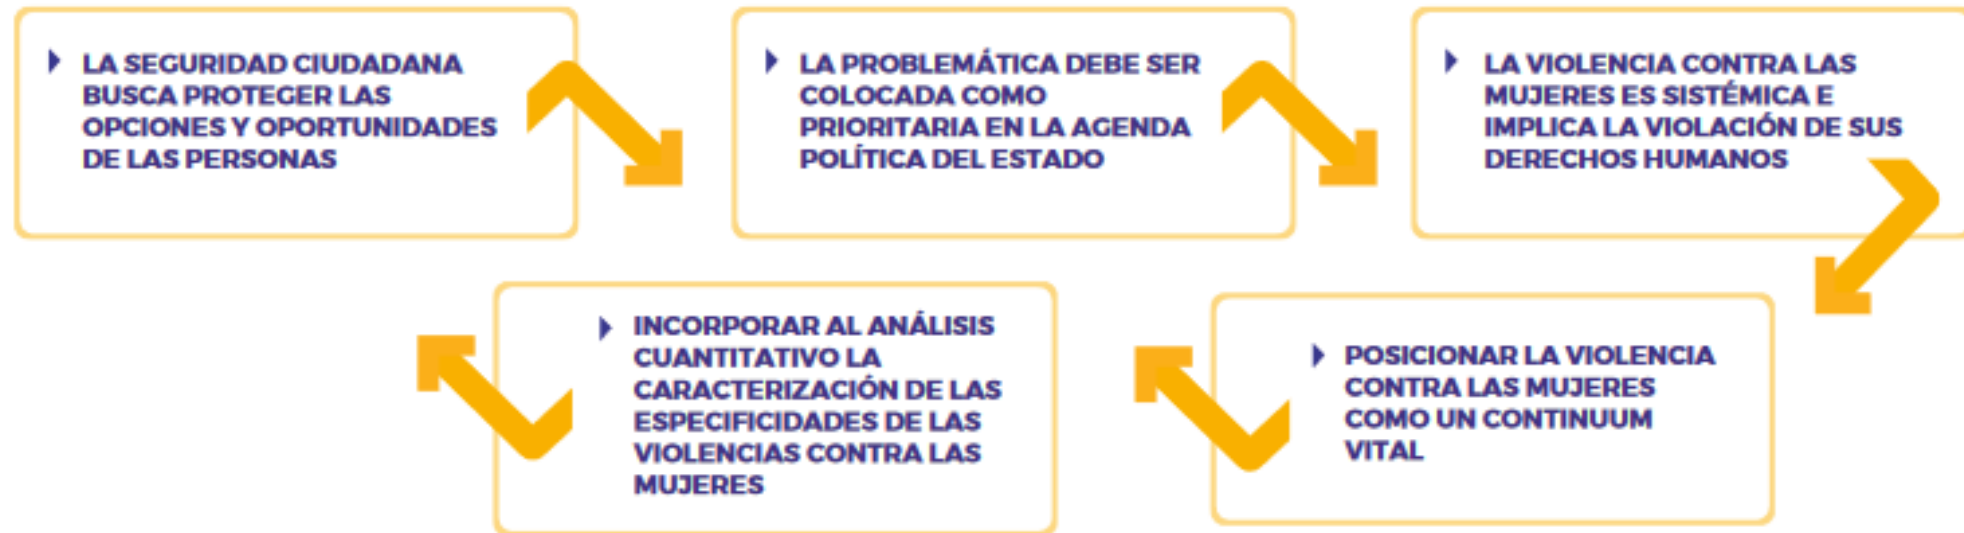 LA SEGURIDAD CIUDADANA
BUSCA PROTEGER LAS
OPCIONES Y OPORTUNIDADES
DE LAS PERSONAS
LA PROBLEMÁTICA DEBE SER
COLOCADA COMO
PRIORITARIA EN LA AGENDA
POLÍTICA DEL ESTADO
LA VIOLENCIA CONTRA LAS
MUJERES ES SISTÉMICA E
IMPLICA LA VIOLACIÓN DE SUS
DERECHOS HUMANOS
POSICIONAR LA VIOLENCIA
CONTRA LAS MUJERES
COMO UN CONTINUUM
VITAL
INCORPORAR AL ANÁLISIS
CUANTITATIVO LA
CARACTERIZACIÓN DE LAS
ESPECIFICIDADES DE LAS
VIOLENCIAS CONTRA LAS
MUJERES